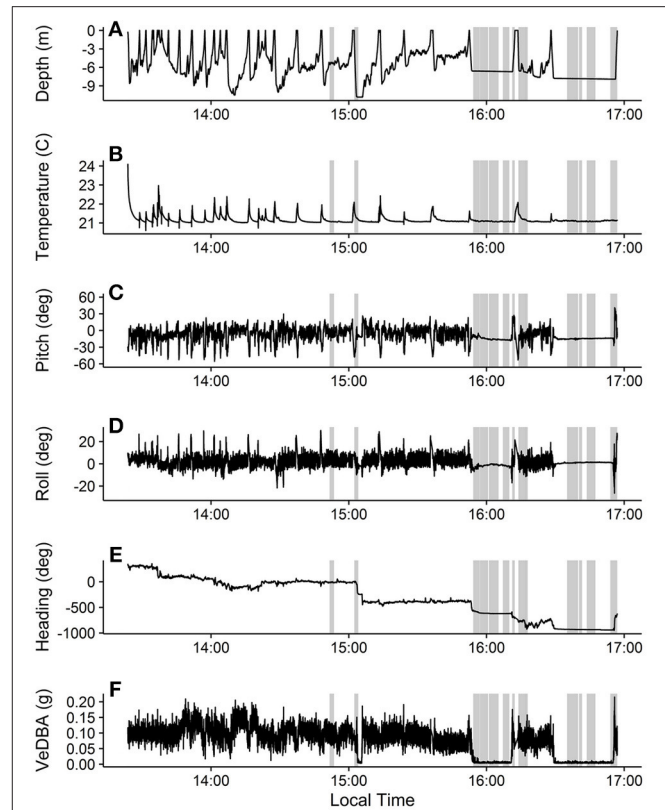 A
Depth (m)
0
-3
-6
-9
14:00 15:00 16:00 17:00
B
Temperature (C)
24
23
22
21
14:00 15:00 16:00 17:00
C
Pitch (deg)
60
30
0
-30
-60
14:00 15:00 16:00 17:00
D
Roll (deg)
20
0
-20
14:00 15:00 16:00 17:00
E
Heading (deg)
0
-500
-1000
14:00 15:00 16:00 17:00
F
VeDBA (g)
0.20
0.15
0.10
0.05
0.00
14:00 15:00 16:00 17:00
Local Time